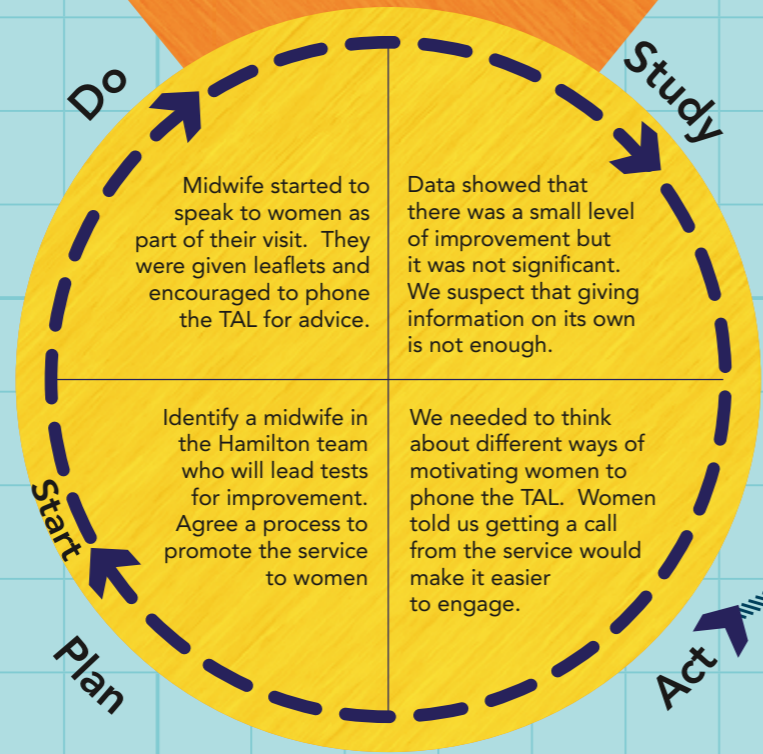 Do
Midwife started to
speak to women as
part of their visit.  They
were given leaflets and
encouraged to phone
the TAL for advice.
Study
Data showed that
there was a small level
of improvement but
it was not significant.
We suspect that giving
information on its own
is not enough.
Start
Plan
Identify a midwife in
the Hamilton team
who will lead tests
for improvement.
Agree a process to
promote the service
to women
Act
We needed to think
about different ways of
motivating women to
phone the TAL.  Women
told us getting a call
from the service would
make it easier
to engage.